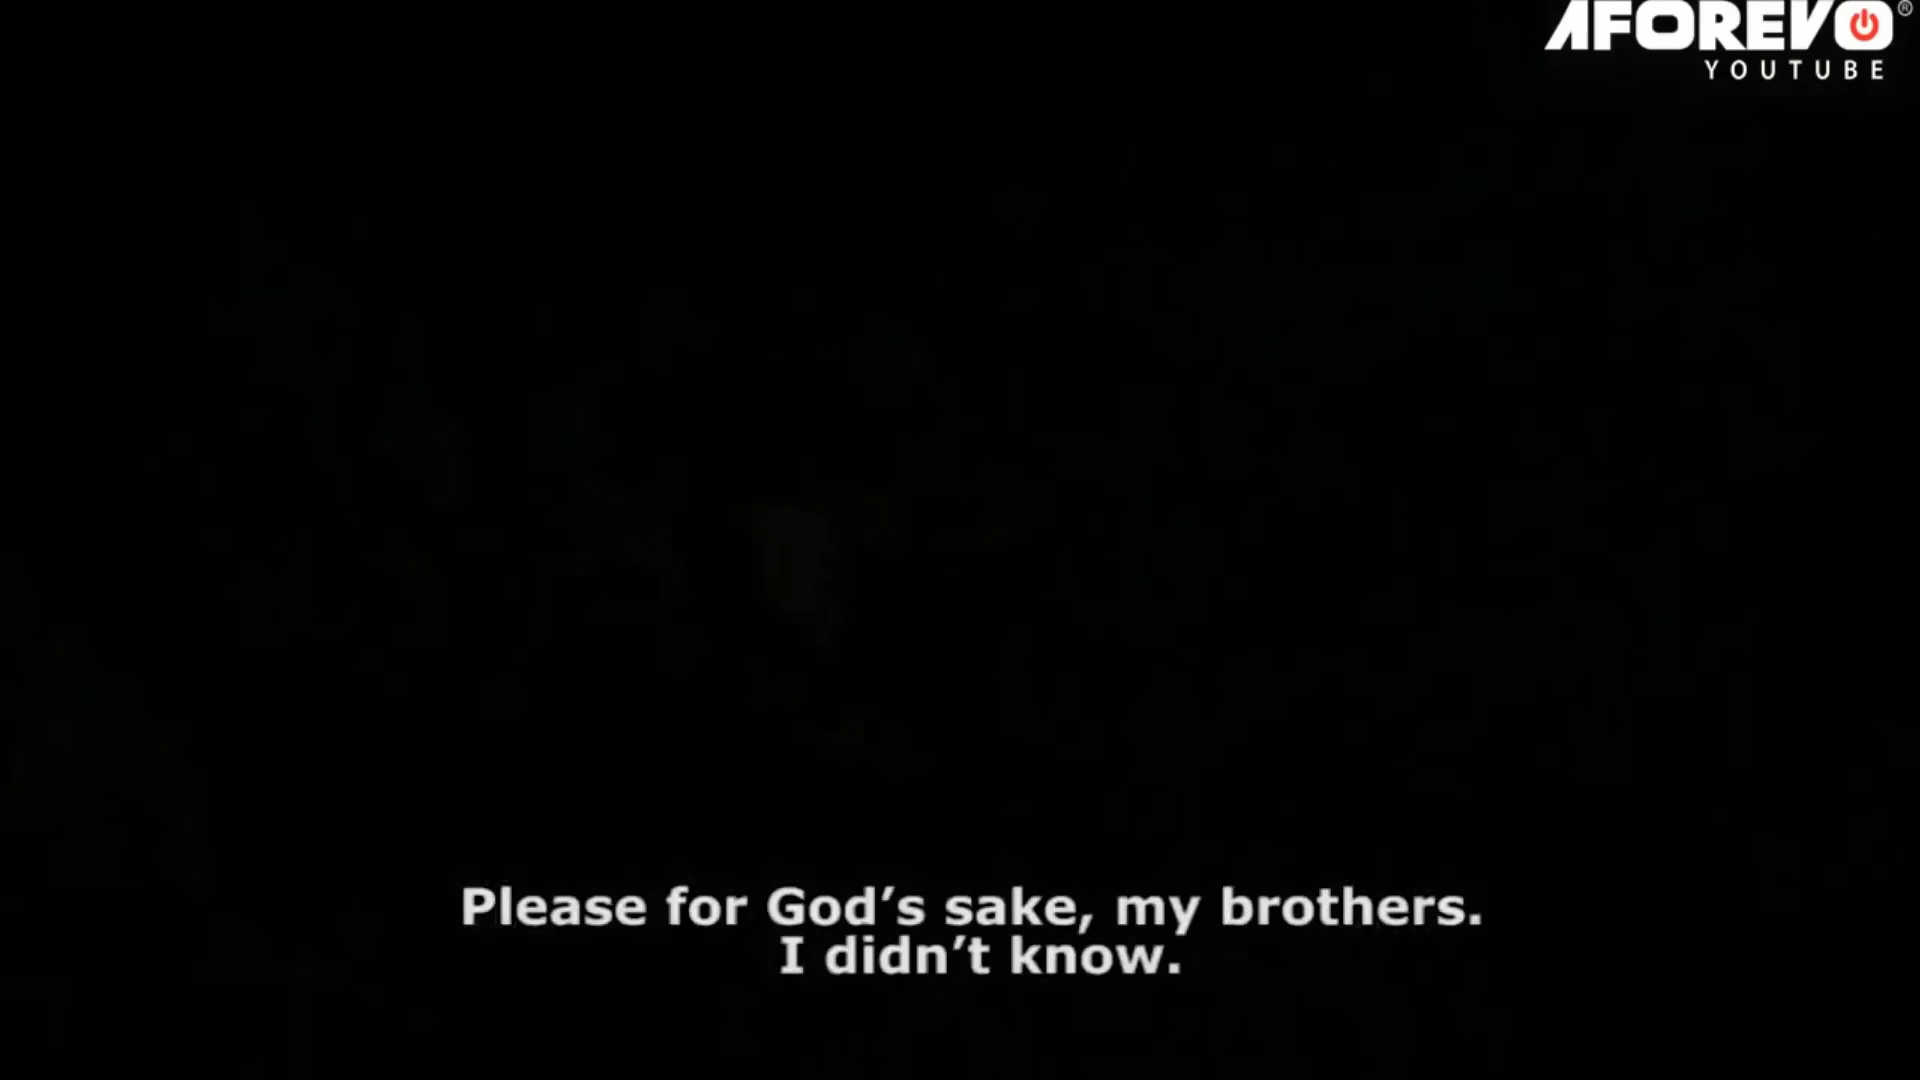 AFOREVO®
YOUTUBE
Please for God’s sake, my brothers.
I didn’t know.